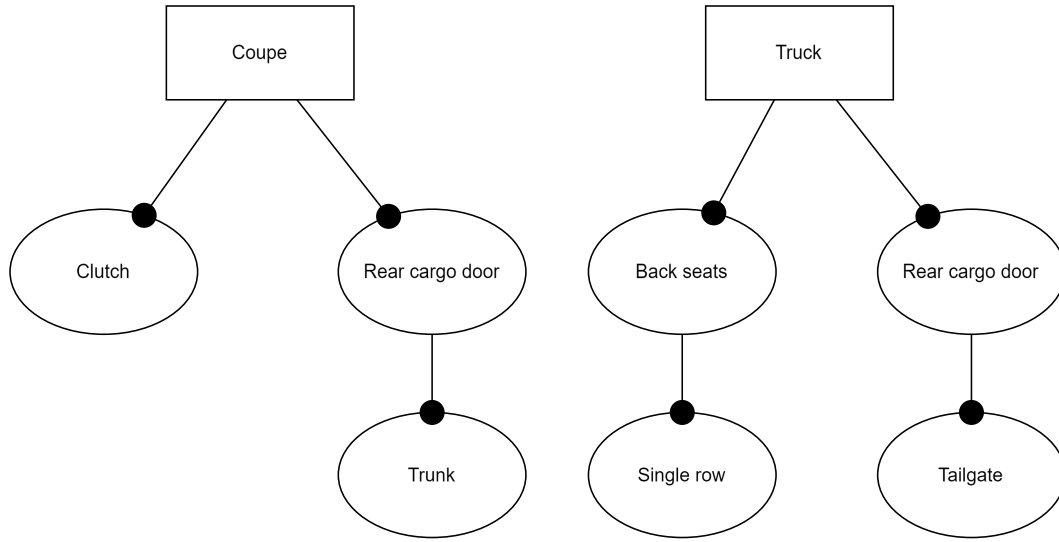 Coupe
Truck
Clutch
Rear cargo door
Back seats
Rear cargo door
Trunk
Single row
Tailgate